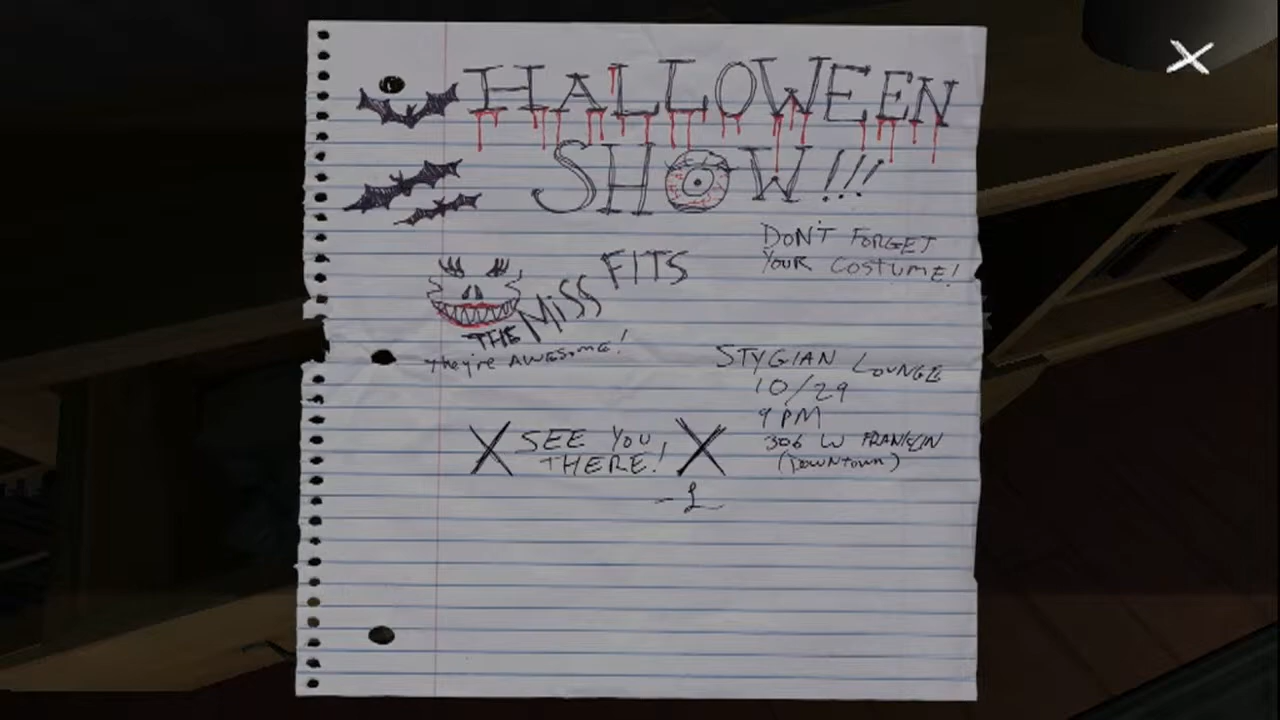 HALLOWEEN
SHOW!!!
DON'T FORGET
YOUR COSTUME!
THE MISS FITS
They're AWESOME!
STYGIAN LOUNGE
10/29
9 PM
306 W FRANKLIN
(DOWNTOWN)
X SEE YOU X
THERE!
-L